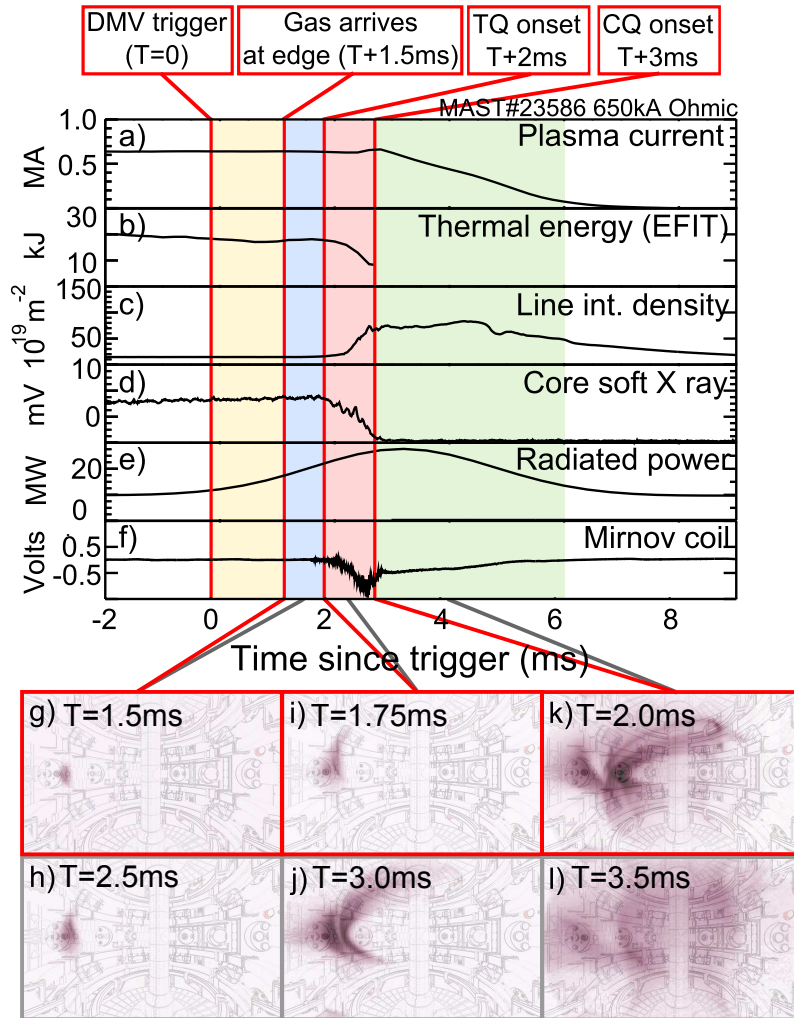 DMV trigger
(T=0)
Gas arrives
at edge (T+1.5ms)
TQ onset
T+2ms
CQ onset
T+3ms
MAST#23586 650kA Ohmic
a)
Plasma current
1.0
0.5
MA
b)
Thermal energy (EFIT)
30
10
kJ
c)
Line int. density
150
50
10^19 m^-2
d)
Core soft X ray
10
0
mV
e)
Radiated power
20
0
MW
f)
Mirnov coil
0.5
-0.5
Volts
-2 0 2 4 6 8
Time since trigger (ms)
g) T=1.5ms
i) T=1.75ms
k) T=2.0ms
h) T=2.5ms
j) T=3.0ms
l) T=3.5ms